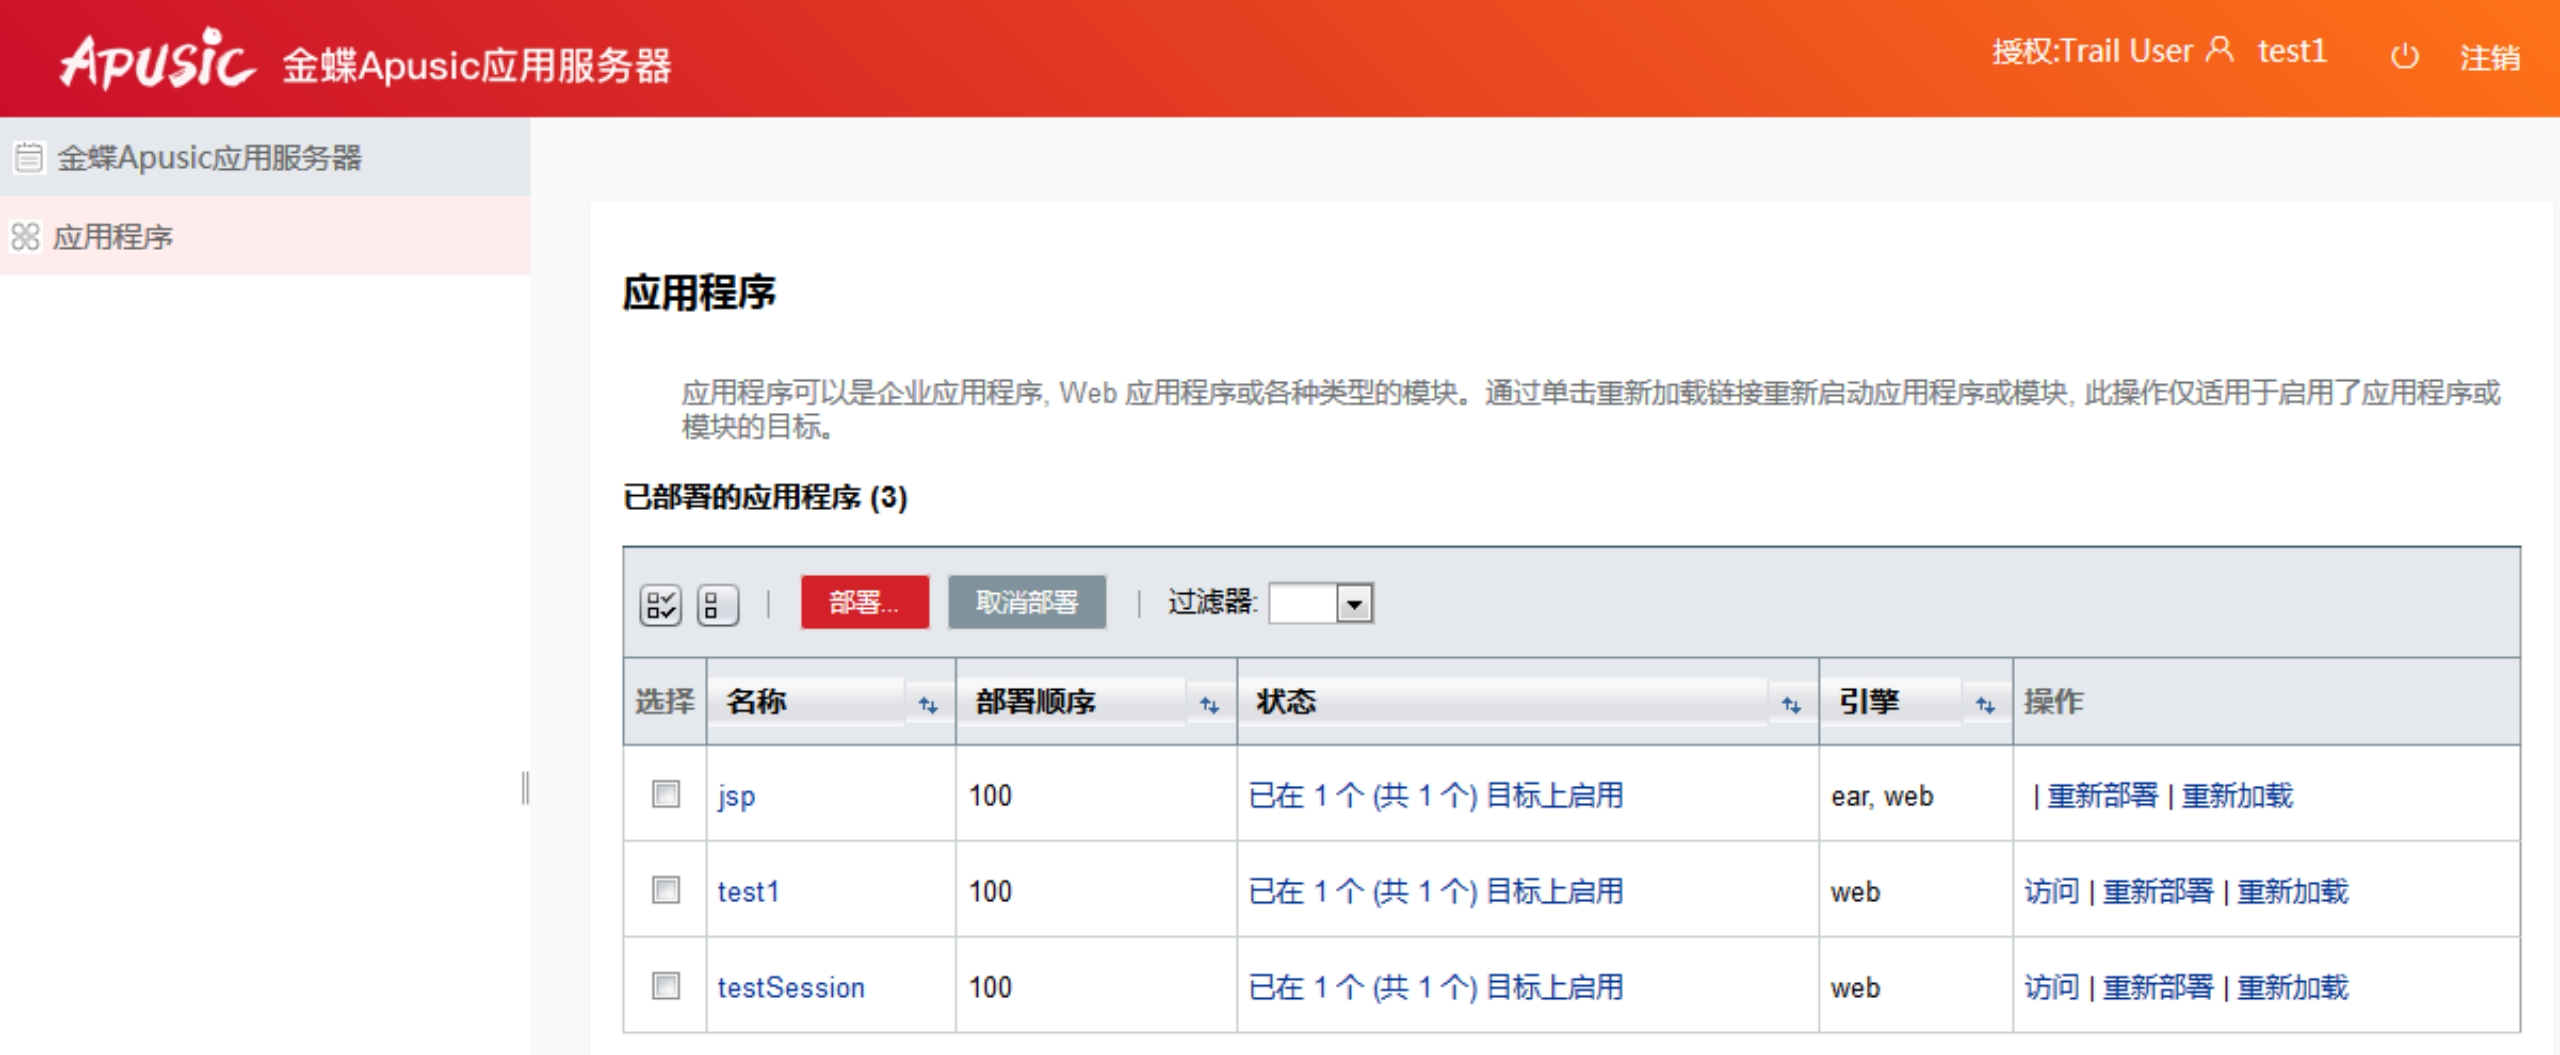 Apusic 金蝶Apusic应用服务器
授权:Trail User test1 注销
金蝶Apusic应用服务器
应用程序
应用程序
应用程序可以是企业应用程序, Web 应用程序或各种类型的模块。通过单击重新加载链接重新启动应用程序或模块, 此操作仅适用于启用了应用程序或
模块的目标。
已部署的应用程序 (3)
部署... 取消部署 过滤器:
选择 名称 部署顺序 状态 引擎 操作
jsp 100 已在 1 个 (共 1 个) 目标上启用 ear, web | 重新部署 | 重新加载
test1 100 已在 1 个 (共 1 个) 目标上启用 web 访问 | 重新部署 | 重新加载
testSession 100 已在 1 个 (共 1 个) 目标上启用 web 访问 | 重新部署 | 重新加载